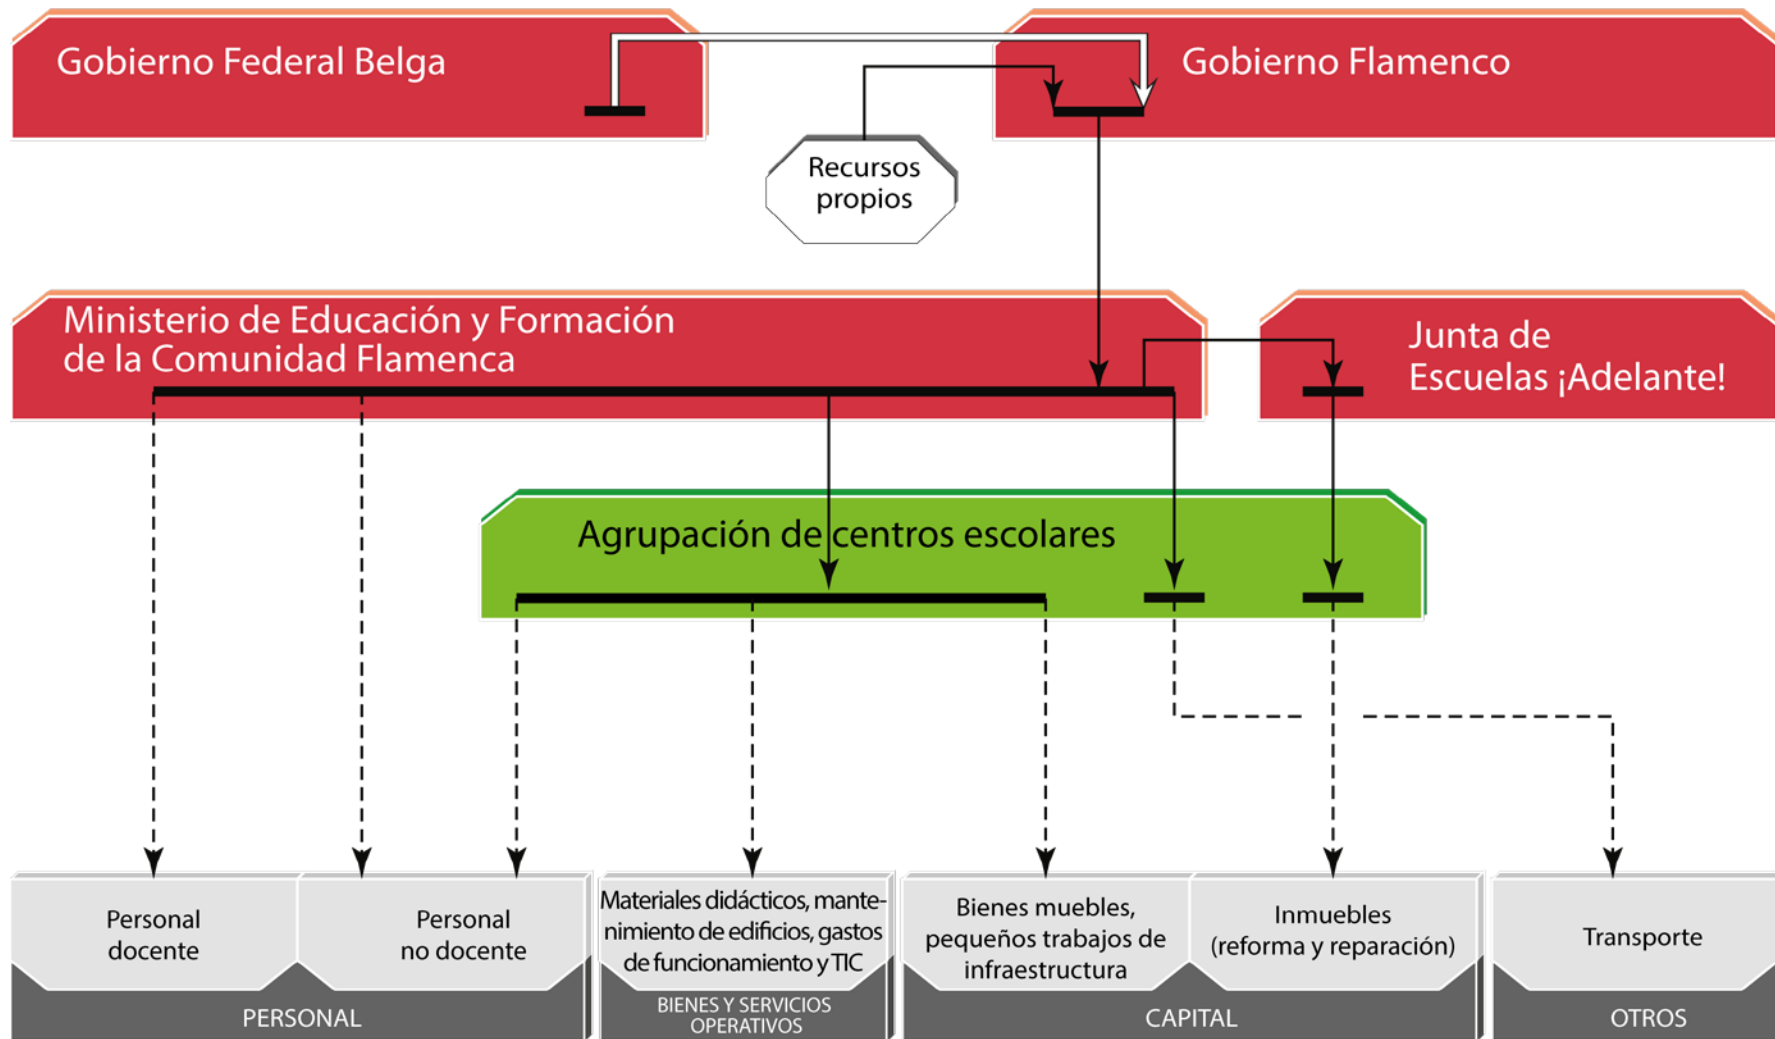 Gobierno Federal Belga
Gobierno Flamenco
Recursos
propios
Ministerio de Educación y Formación
de la Comunidad Flamenca
Junta de
Escuelas ¡Adelante!
Agrupación de centros escolares
Personal
docente
Personal
no docente
Materiales didácticos, mante-
nimiento de edificios, gastos
de funcionamiento y TIC
Bienes muebles,
pequeños trabajos de
infraestructura
Inmuebles
(reforma y reparación)
Transporte
PERSONAL
BIENES Y SERVICIOS
OPERATIVOS
CAPITAL
OTROS